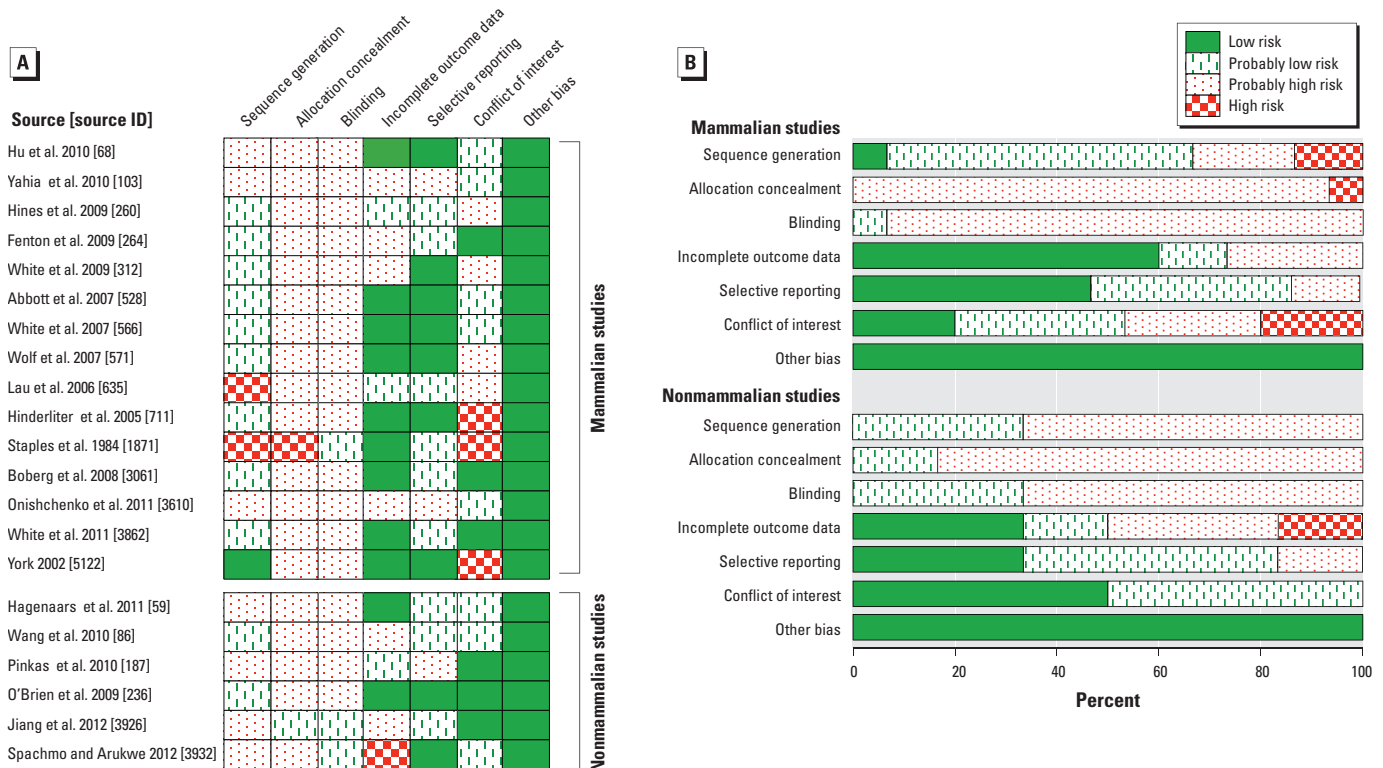 A
Sequence generation
Allocation concealment
Blinding
Incomplete outcome data
Selective reporting
Conflict of interest
Other bias
Source [source ID]
Hu et al. 2010 [68]
Yahia et al. 2010 [103]
Hines et al. 2009 [260]
Fenton et al. 2009 [264]
White et al. 2009 [312]
Abbott et al. 2007 [528]
White et al. 2007 [566]
Wolf et al. 2007 [571]
Lau et al. 2006 [635]
Hinderliter et al. 2005 [711]
Staples et al. 1984 [1871]
Boberg et al. 2008 [3061]
Onishchenko et al. 2011 [3610]
White et al. 2011 [3862]
York 2002 [5122]
Mammalian studies
Hagenaars et al. 2011 [59]
Wang et al. 2010 [86]
Pinkas et al. 2010 [187]
O'Brien et al. 2009 [236]
Jiang et al. 2012 [3926]
Spachmo and Arukwe 2012 [3932]
Nonmammalian studies
B
Low risk
Probably low risk
Probably high risk
High risk
Mammalian studies
Sequence generation
Allocation concealment
Blinding
Incomplete outcome data
Selective reporting
Conflict of interest
Other bias
Nonmammalian studies
Sequence generation
Allocation concealment
Blinding
Incomplete outcome data
Selective reporting
Conflict of interest
Other bias
0 20 40 60 80 100
Percent